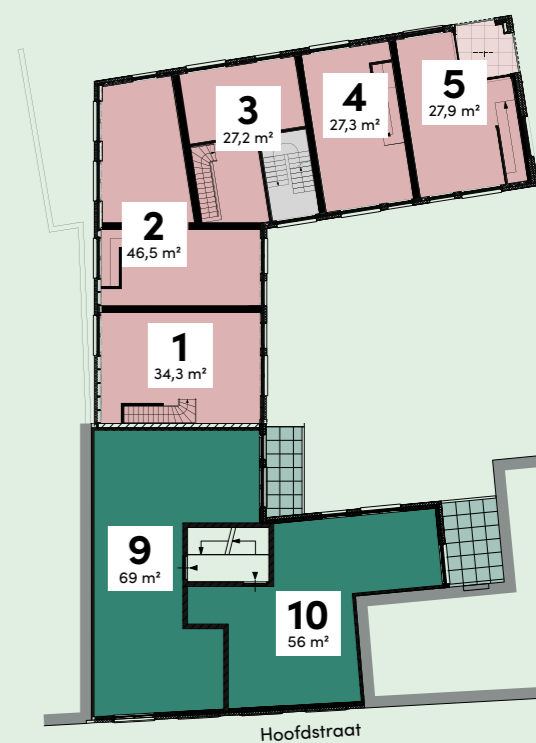 5
27,9 m²
4
27,3 m²
3
27,2 m²
2
46,5 m²
1
34,3 m²
9
69 m²
10
56 m²
Hoofdstraat